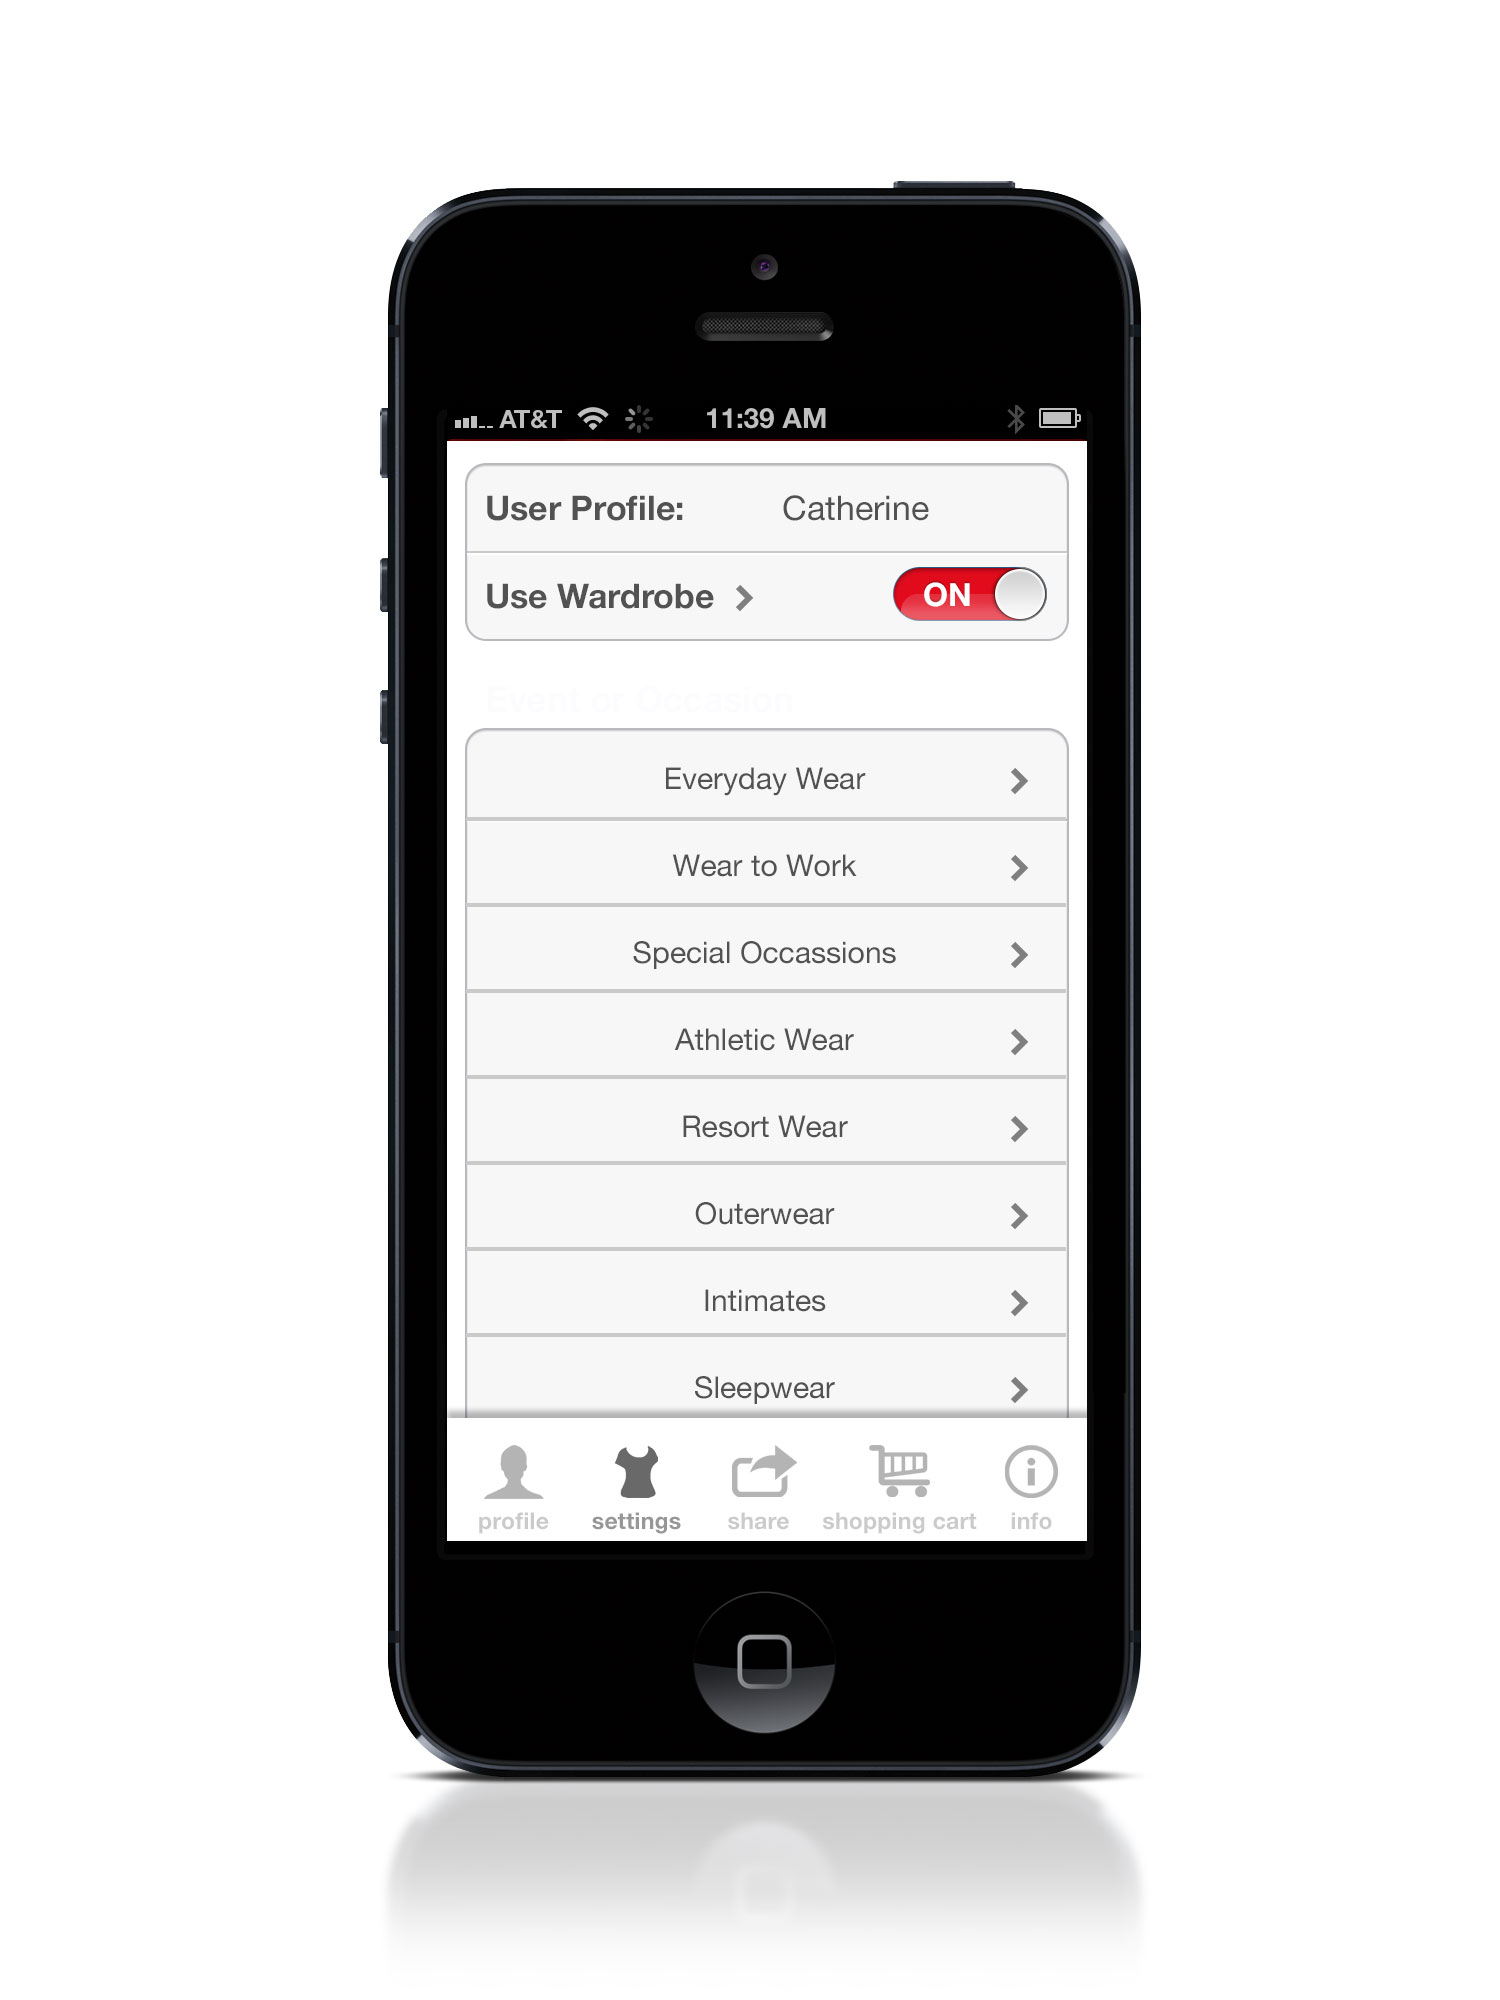 AT&T 11:39 AM
User Profile: Catherine
Use Wardrobe > ON
Event or Occasion
Everyday Wear
Wear to Work
Special Occassions
Athletic Wear
Resort Wear
Outerwear
Intimates
Sleepwear
profile settings share shopping cart info